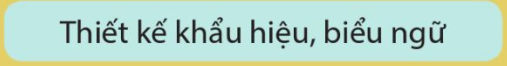 Thiết kế khẩu hiệu, biểu ngữ